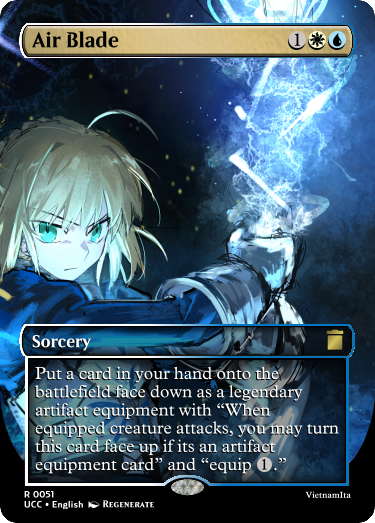 Air Blade 1
Sorcery
Put a card in your hand onto the
battlefield face down as a legendary
artifact equipment with “When
equipped creature attacks, you may turn
this card face up if its an artifact
equipment card” and “equip 1.”
R 0051
UCC • English REGENERATE
VietnamIta